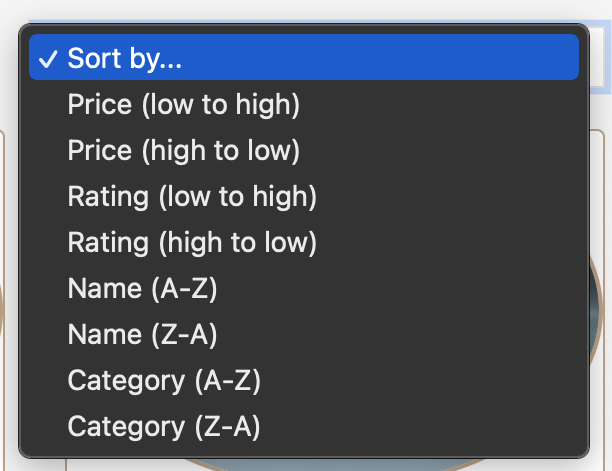 Sort by...
Price (low to high)
Price (high to low)
Rating (low to high)
Rating (high to low)
Name (A-Z)
Name (Z-A)
Category (A-Z)
Category (Z-A)